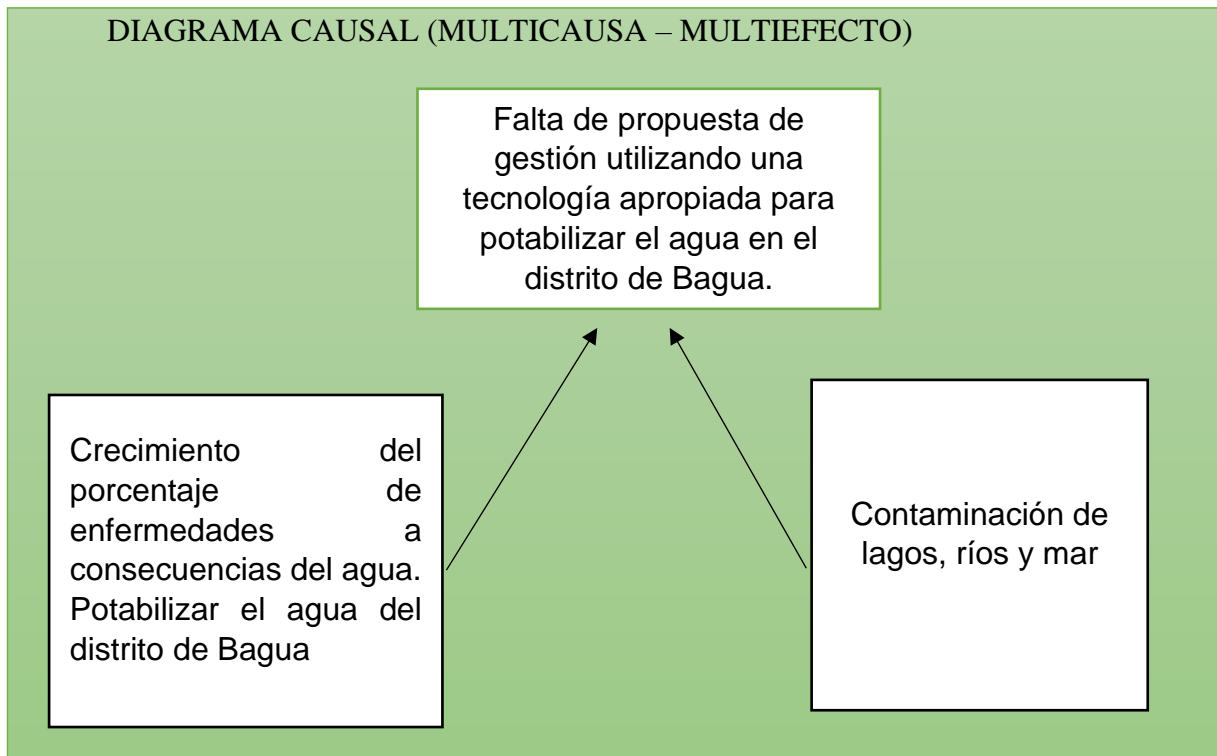 DIAGRAMA CAUSAL (MULTICAUSA – MULTIEFECTO)
Falta de propuesta de
gestión utilizando una
tecnología apropiada para
potabilizar el agua en el
distrito de Bagua.
Crecimiento del
porcentaje de
enfermedades a
consecuencias del agua.
Potabilizar el agua del
distrito de Bagua
Contaminación de
lagos, ríos y mar